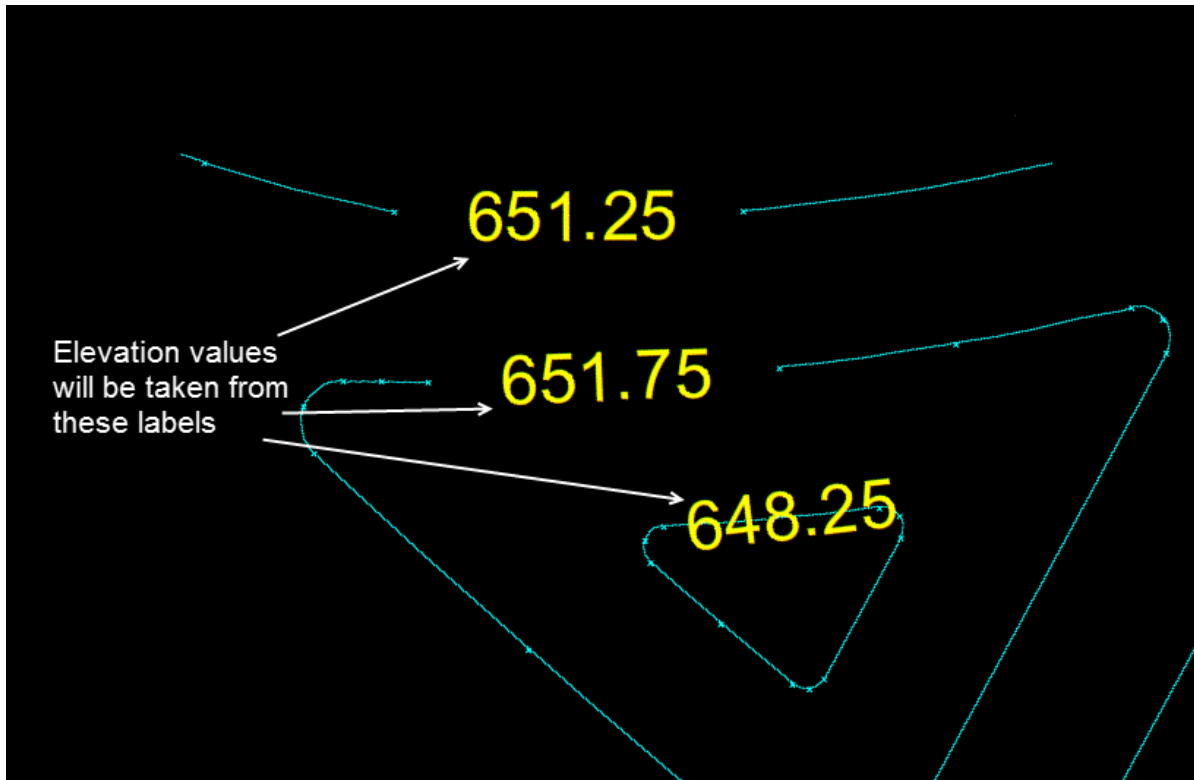 651.25
Elevation values
will be taken from
these labels
651.75
648.25